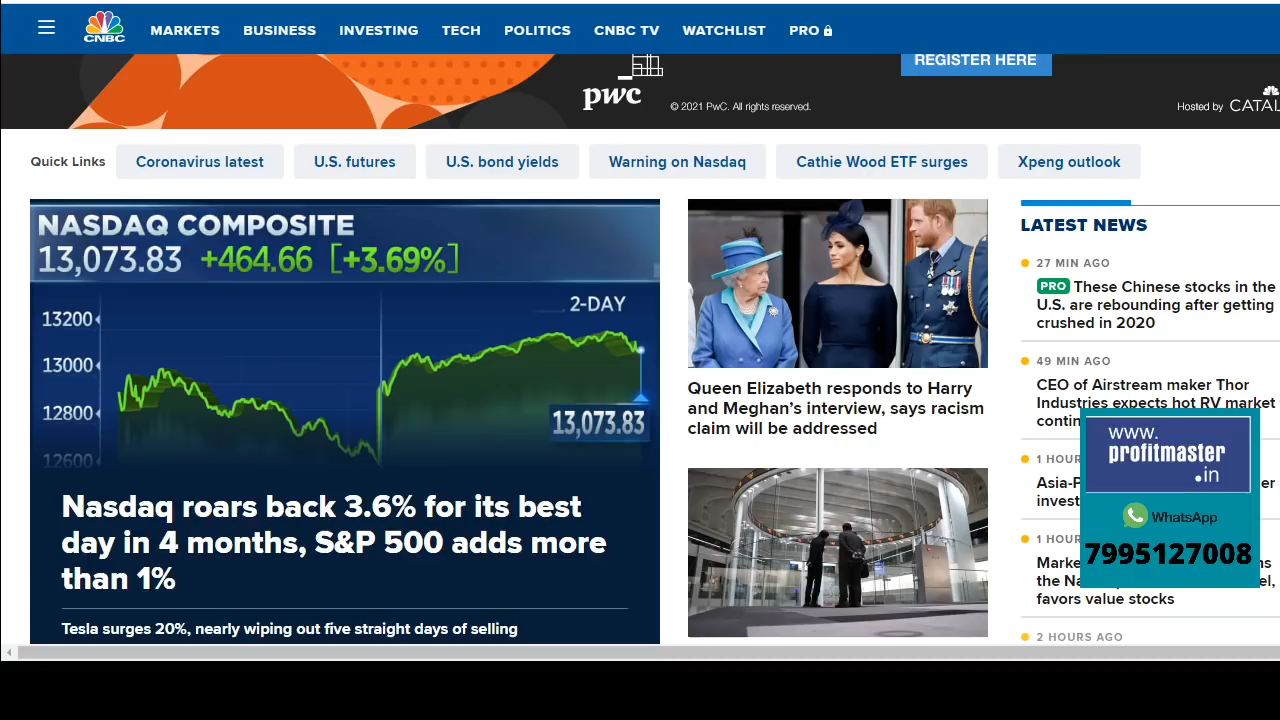 CNBC
MARKETS BUSINESS INVESTING TECH POLITICS CNBC TV WATCHLIST PRO
REGISTER HERE
pwc © 2021 PwC. All rights reserved.
Hosted by
Quick Links Coronavirus latest U.S. futures U.S. bond yields Warning on Nasdaq Cathie Wood ETF surges Xpeng outlook
NASDAQ COMPOSITE
13,073.83 +464.66 [+3.69%]
2-DAY
13200
13000
12800
12600
13,073.83
Nasdaq roars back 3.6% for its best
day in 4 months, S&P 500 adds more
than 1%
Tesla surges 20%, nearly wiping out five straight days of selling
Queen Elizabeth responds to Harry
and Meghan's interview, says racism
claim will be addressed
LATEST NEWS
27 MIN AGO
PRO These Chinese stocks in the
U.S. are rebounding after getting
crushed in 2020
49 MIN AGO
CEO of Airstream maker Thor
Industries expects hot RV market
contin
1 HOUR
Asia-P
invest
1 HOUR
Marke
the Na
favors value stocks
2 HOURS AGO
www.
profitmaster
.in
WhatsApp
7995127008